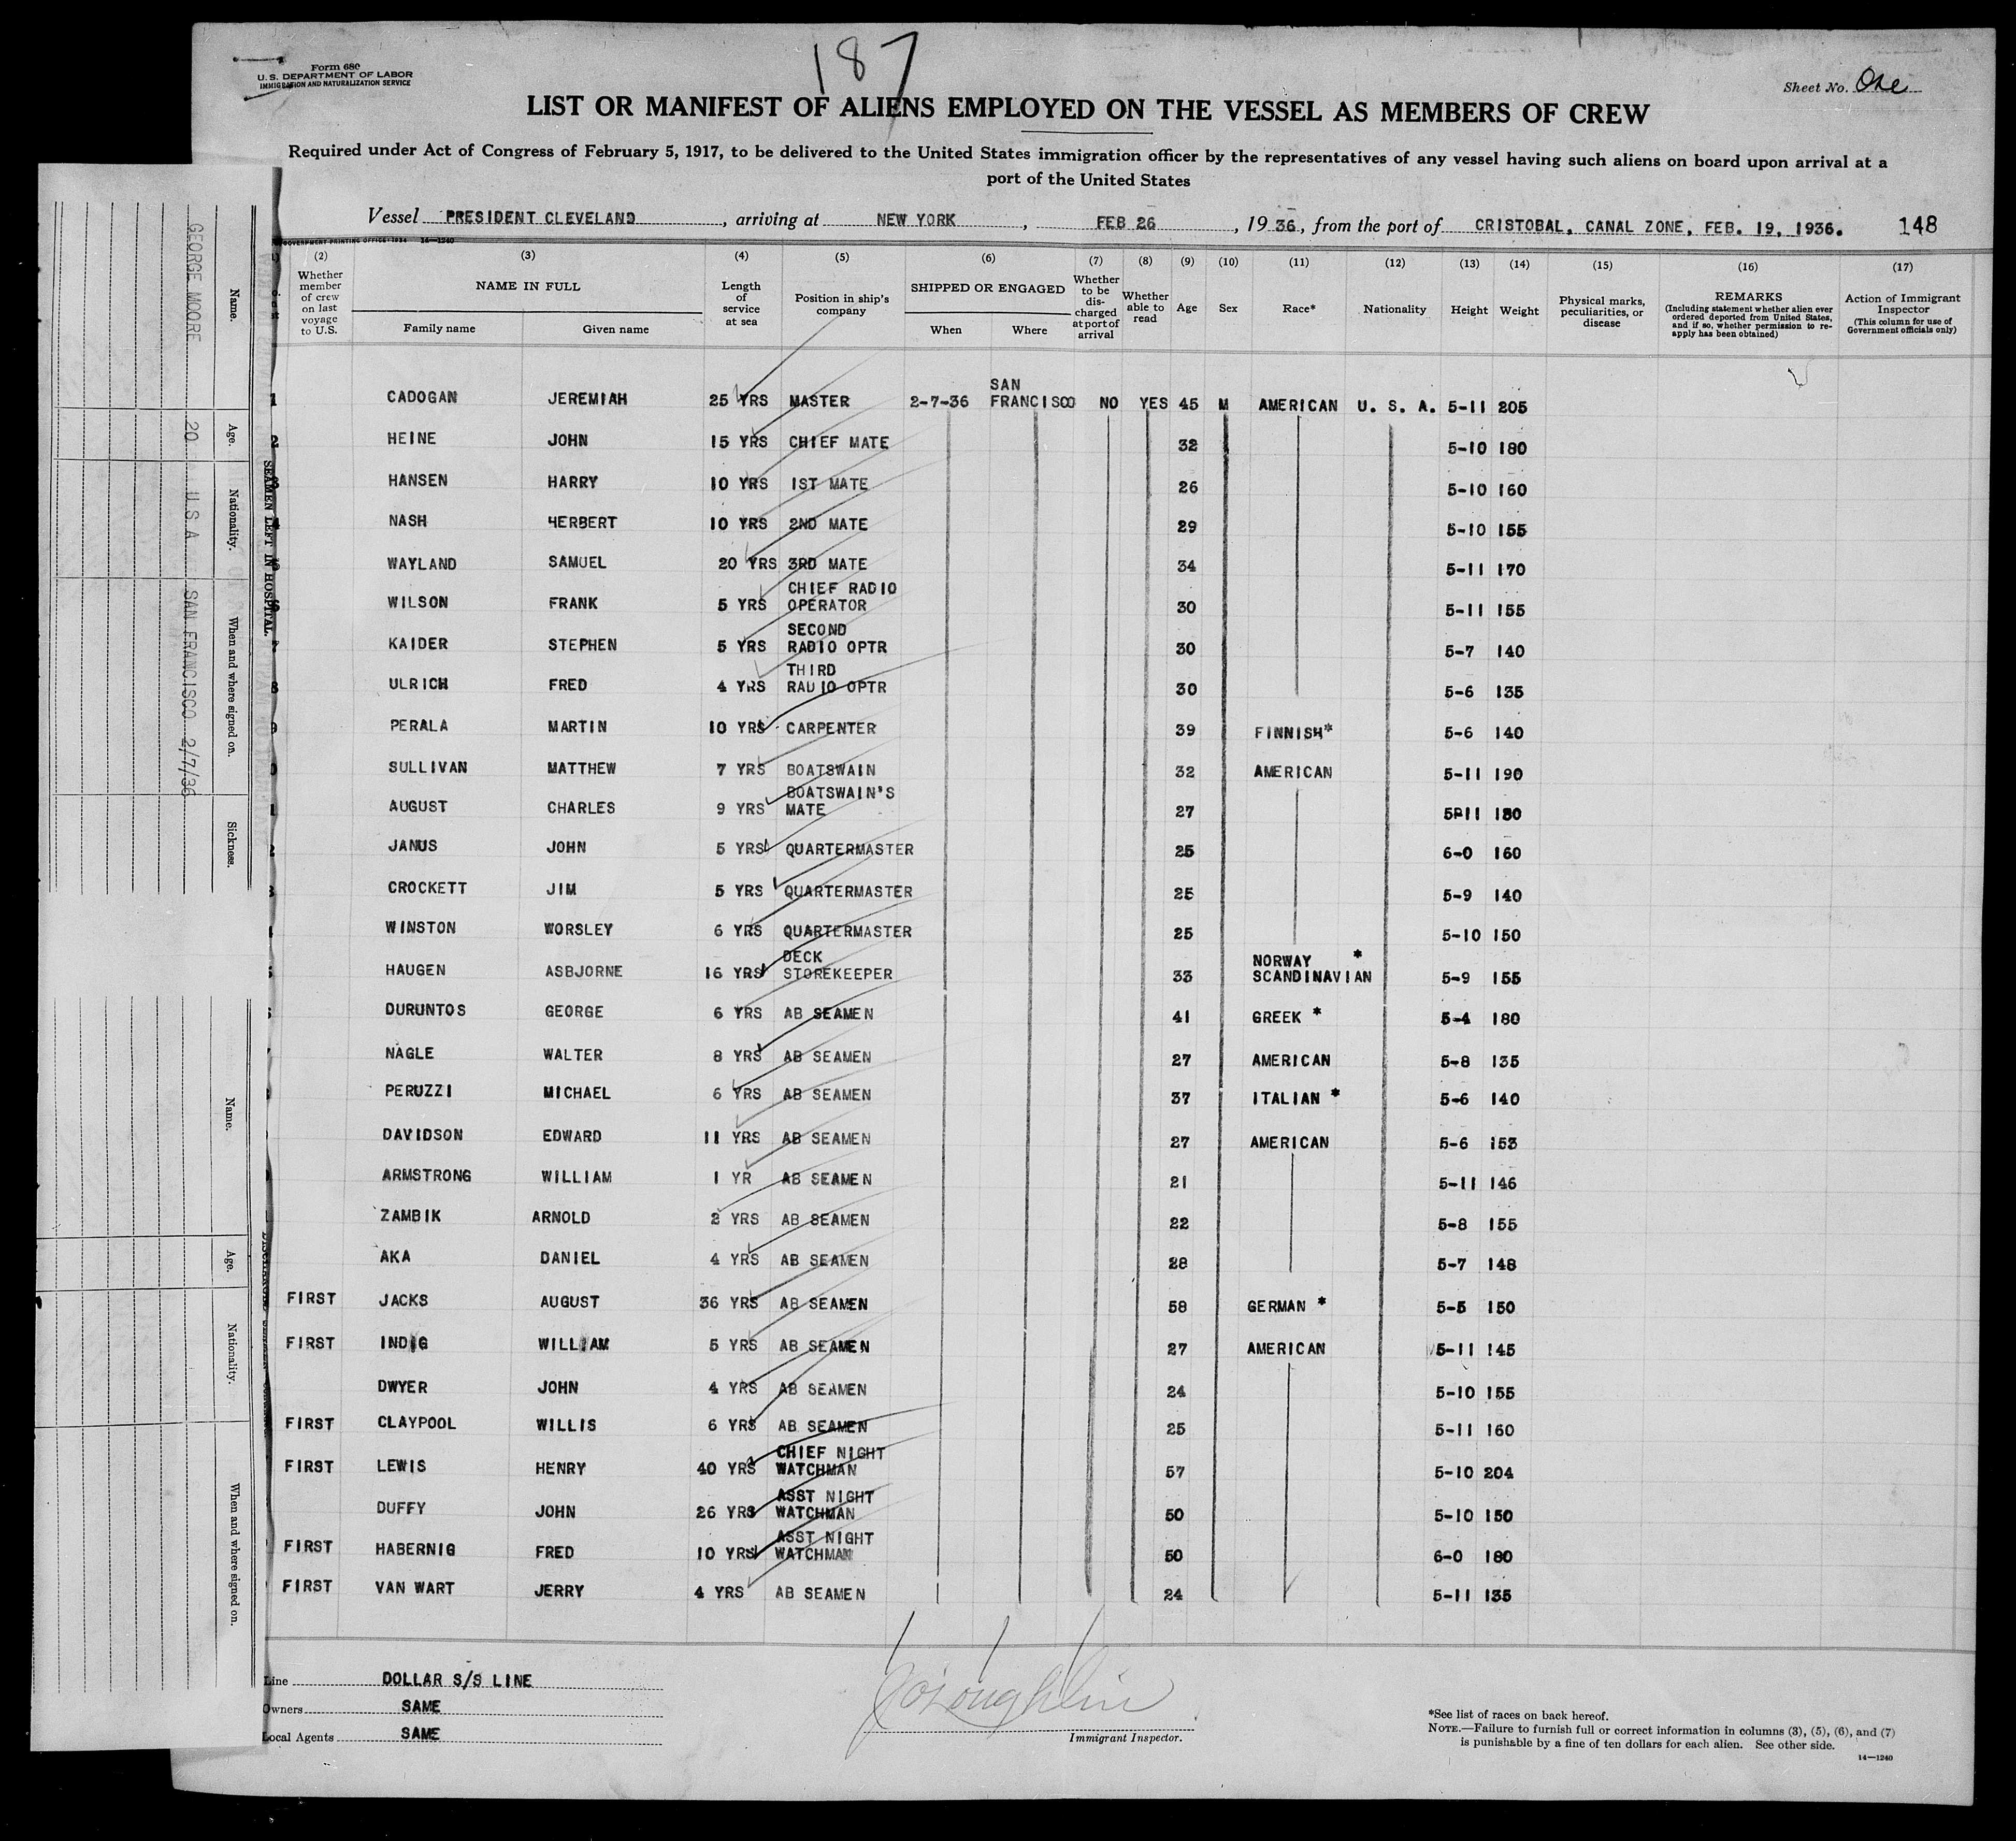 187
Form 680
U. S. DEPARTMENT OF LABOR
IMMIGRATION AND NATURALIZATION SERVICE
Sheet No. One
LIST OR MANIFEST OF ALIENS EMPLOYED ON THE VESSEL AS MEMBERS OF CREW
Required under Act of Congress of February 5, 1917, to be delivered to the United States immigration officer by the representatives of any vessel having such aliens on board upon arrival at a
port of the United States
Vessel PRESIDENT CLEVELAND, arriving at NEW YORK, FEB 26, 19 36, from the port of CRISTOBAL, CANAL ZONE, FEB. 19, 1936. 148
GOVERNMENT PRINTING OFFICE: 1934 14—1240
(2) Whether member of crew on last voyage to U.S.
(3) NAME IN FULL Family name Given name
(4) Length of service at sea
(5) Position in ship's company
(6) SHIPPED OR ENGAGED When Where
(7) Whether to be discharged at port of arrival
(8) Whether able to read
(9) Age
(10) Sex
(11) Race*
(12) Nationality
(13) Height
(14) Weight
(15) Physical marks, peculiarities, or disease
(16) REMARKS (Including statement whether alien ever ordered deported from United States, and if so, whether permission to re-apply has been obtained)
(17) Action of Immigrant Inspector (This column for use of Government officials only)
1 CADOGAN JEREMIAH 25 YRS MASTER 2-7-36 SAN FRANCISCO NO YES 45 M AMERICAN U. S. A. 5-11 205
2 HEINE JOHN 15 YRS CHIEF MATE 32 5-10 180
3 HANSEN HARRY 10 YRS 1ST MATE 26 5-10 160
4 NASH HERBERT 10 YRS 2ND MATE 29 5-10 155
5 WAYLAND SAMUEL 20 YRS 3RD MATE 34 5-11 170
6 WILSON FRANK 5 YRS CHIEF RADIO OPERATOR 30 5-11 155
7 KAIDER STEPHEN 5 YRS SECOND RADIO OPTR 30 5-7 140
8 ULRICH FRED 4 YRS THIRD RADIO OPTR 30 5-6 135
9 PERALA MARTIN 10 YRS CARPENTER 39 FINNISH* 5-6 140
0 SULLIVAN MATTHEW 7 YRS BOATSWAIN 32 AMERICAN 5-11 190
1 AUGUST CHARLES 9 YRS BOATSWAIN'S MATE 27 5-11 180
2 JANUS JOHN 5 YRS QUARTERMASTER 25 6-0 160
3 CROCKETT JIM 5 YRS QUARTERMASTER 25 5-9 140
WINSTON WORSLEY 6 YRS QUARTERMASTER 25 5-10 150
HAUGEN ASBJORNE 16 YRS DECK STOREKEEPER 33 NORWAY * SCANDINAVIAN 5-9 155
DURUNTOS GEORGE 6 YRS AB SEAMEN 41 GREEK * 5-4 180
NAGLE WALTER 8 YRS AB SEAMEN 27 AMERICAN 5-8 135
PERUZZI MICHAEL 6 YRS AB SEAMEN 37 ITALIAN * 5-6 140
DAVIDSON EDWARD 11 YRS AB SEAMEN 27 AMERICAN 5-6 153
ARMSTRONG WILLIAM 1 YR AB SEAMEN 21 5-11 146
ZAMBIK ARNOLD 2 YRS AB SEAMEN 22 5-8 155
AKA DANIEL 4 YRS AB SEAMEN 28 5-7 148
FIRST JACKS AUGUST 36 YRS AB SEAMEN 58 GERMAN * 5-5 150
FIRST INDIG WILLIAM 5 YRS AB SEAMEN 27 AMERICAN 5-11 145
DWYER JOHN 4 YRS AB SEAMEN 24 5-10 155
FIRST CLAYPOOL WILLIS 6 YRS AB SEAMEN 25 5-11 160
FIRST LEWIS HENRY 40 YRS CHIEF NIGHT WATCHMAN 57 5-10 204
DUFFY JOHN 26 YRS ASST NIGHT WATCHMAN 50 5-10 150
FIRST HABERNIG FRED 10 YRS ASST NIGHT WATCHMAN 50 6-0 180
FIRST VAN WART JERRY 4 YRS AB SEAMEN 24 5-11 135
Line DOLLAR S/S LINE
Owners SAME
Local Agents SAME
J O'Loughlin
Immigrant Inspector.
*See list of races on back hereof.
NOTE.—Failure to furnish full or correct information in columns (3), (5), (6), and (7)
is punishable by a fine of ten dollars for each alien. See other side.
14—1240
SEAMEN LEFT IN HOSPITAL
Name. Age. Nationality. When and where signed on. Sickness.
GEORGE MOORE 20 U.S.A SAN FRANCISCO 2/7/36
Name. Age. Nationality. When and where signed on.